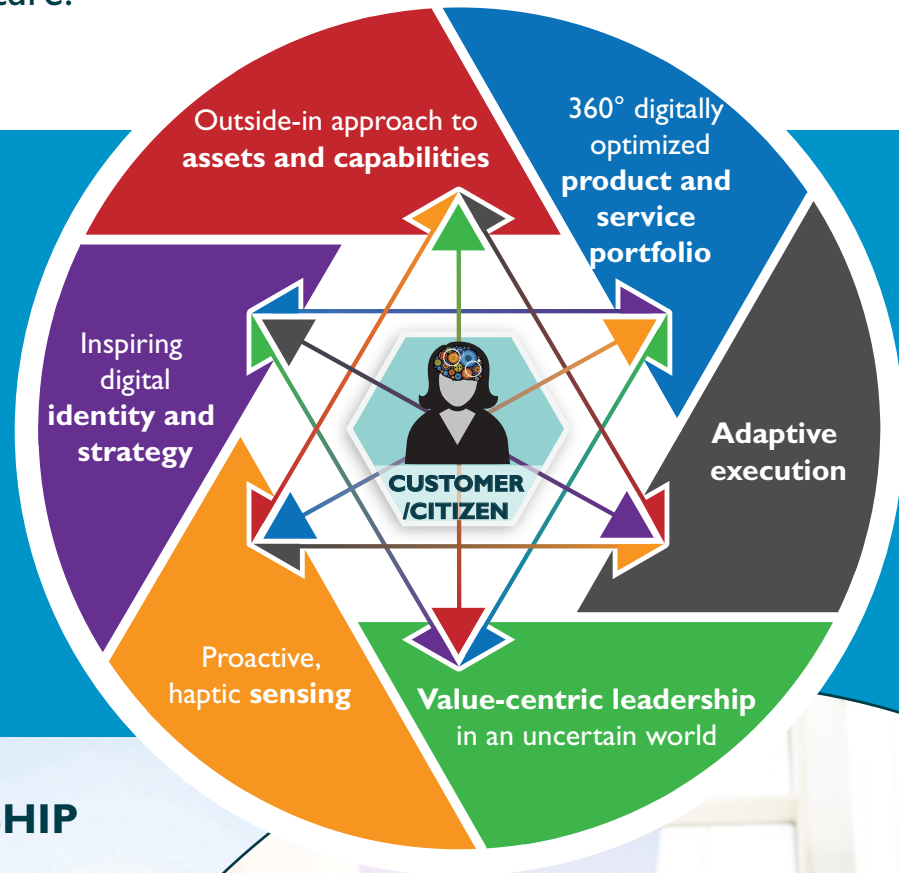 Outside-in approach to
assets and capabilities
360° digitally
optimized
product and
service
portfolio
Inspiring
digital
identity and
strategy
Adaptive
execution
CUSTOMER
/CITIZEN
Proactive,
haptic sensing
Value-centric leadership
in an uncertain world